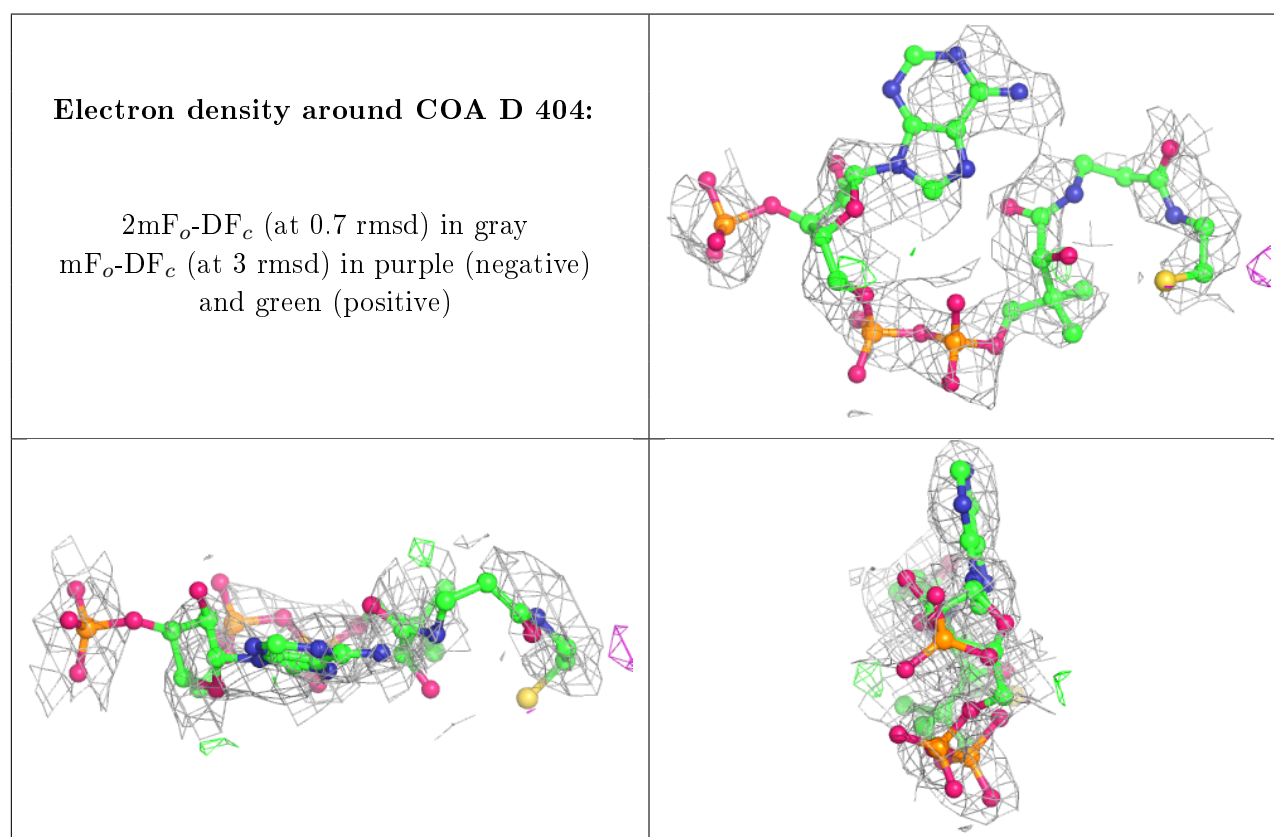 Electron density around COA D 404:
2mFo-DFc (at 0.7 rmsd) in gray
mFo-DFc (at 3 rmsd) in purple (negative)
and green (positive)